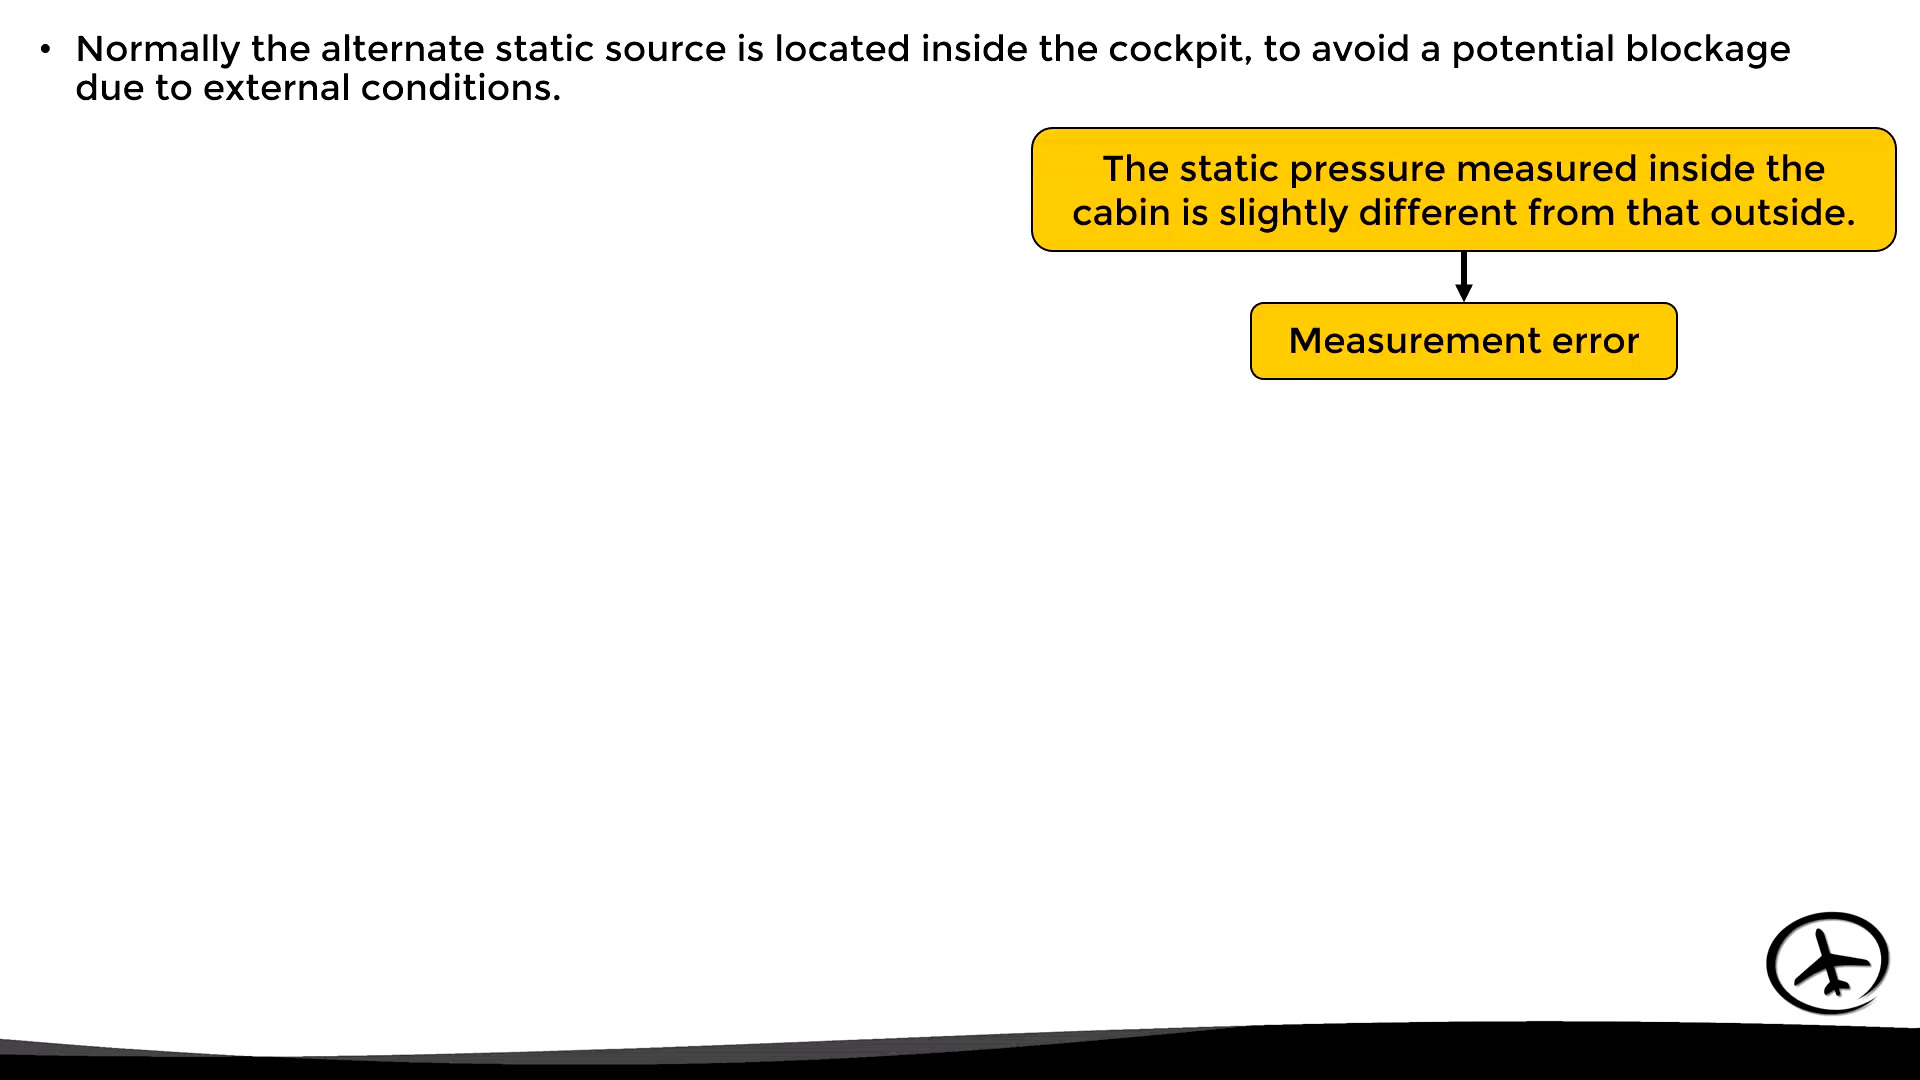 • Normally the alternate static source is located inside the cockpit, to avoid a potential blockage
due to external conditions.
The static pressure measured inside the
cabin is slightly different from that outside.
Measurement error